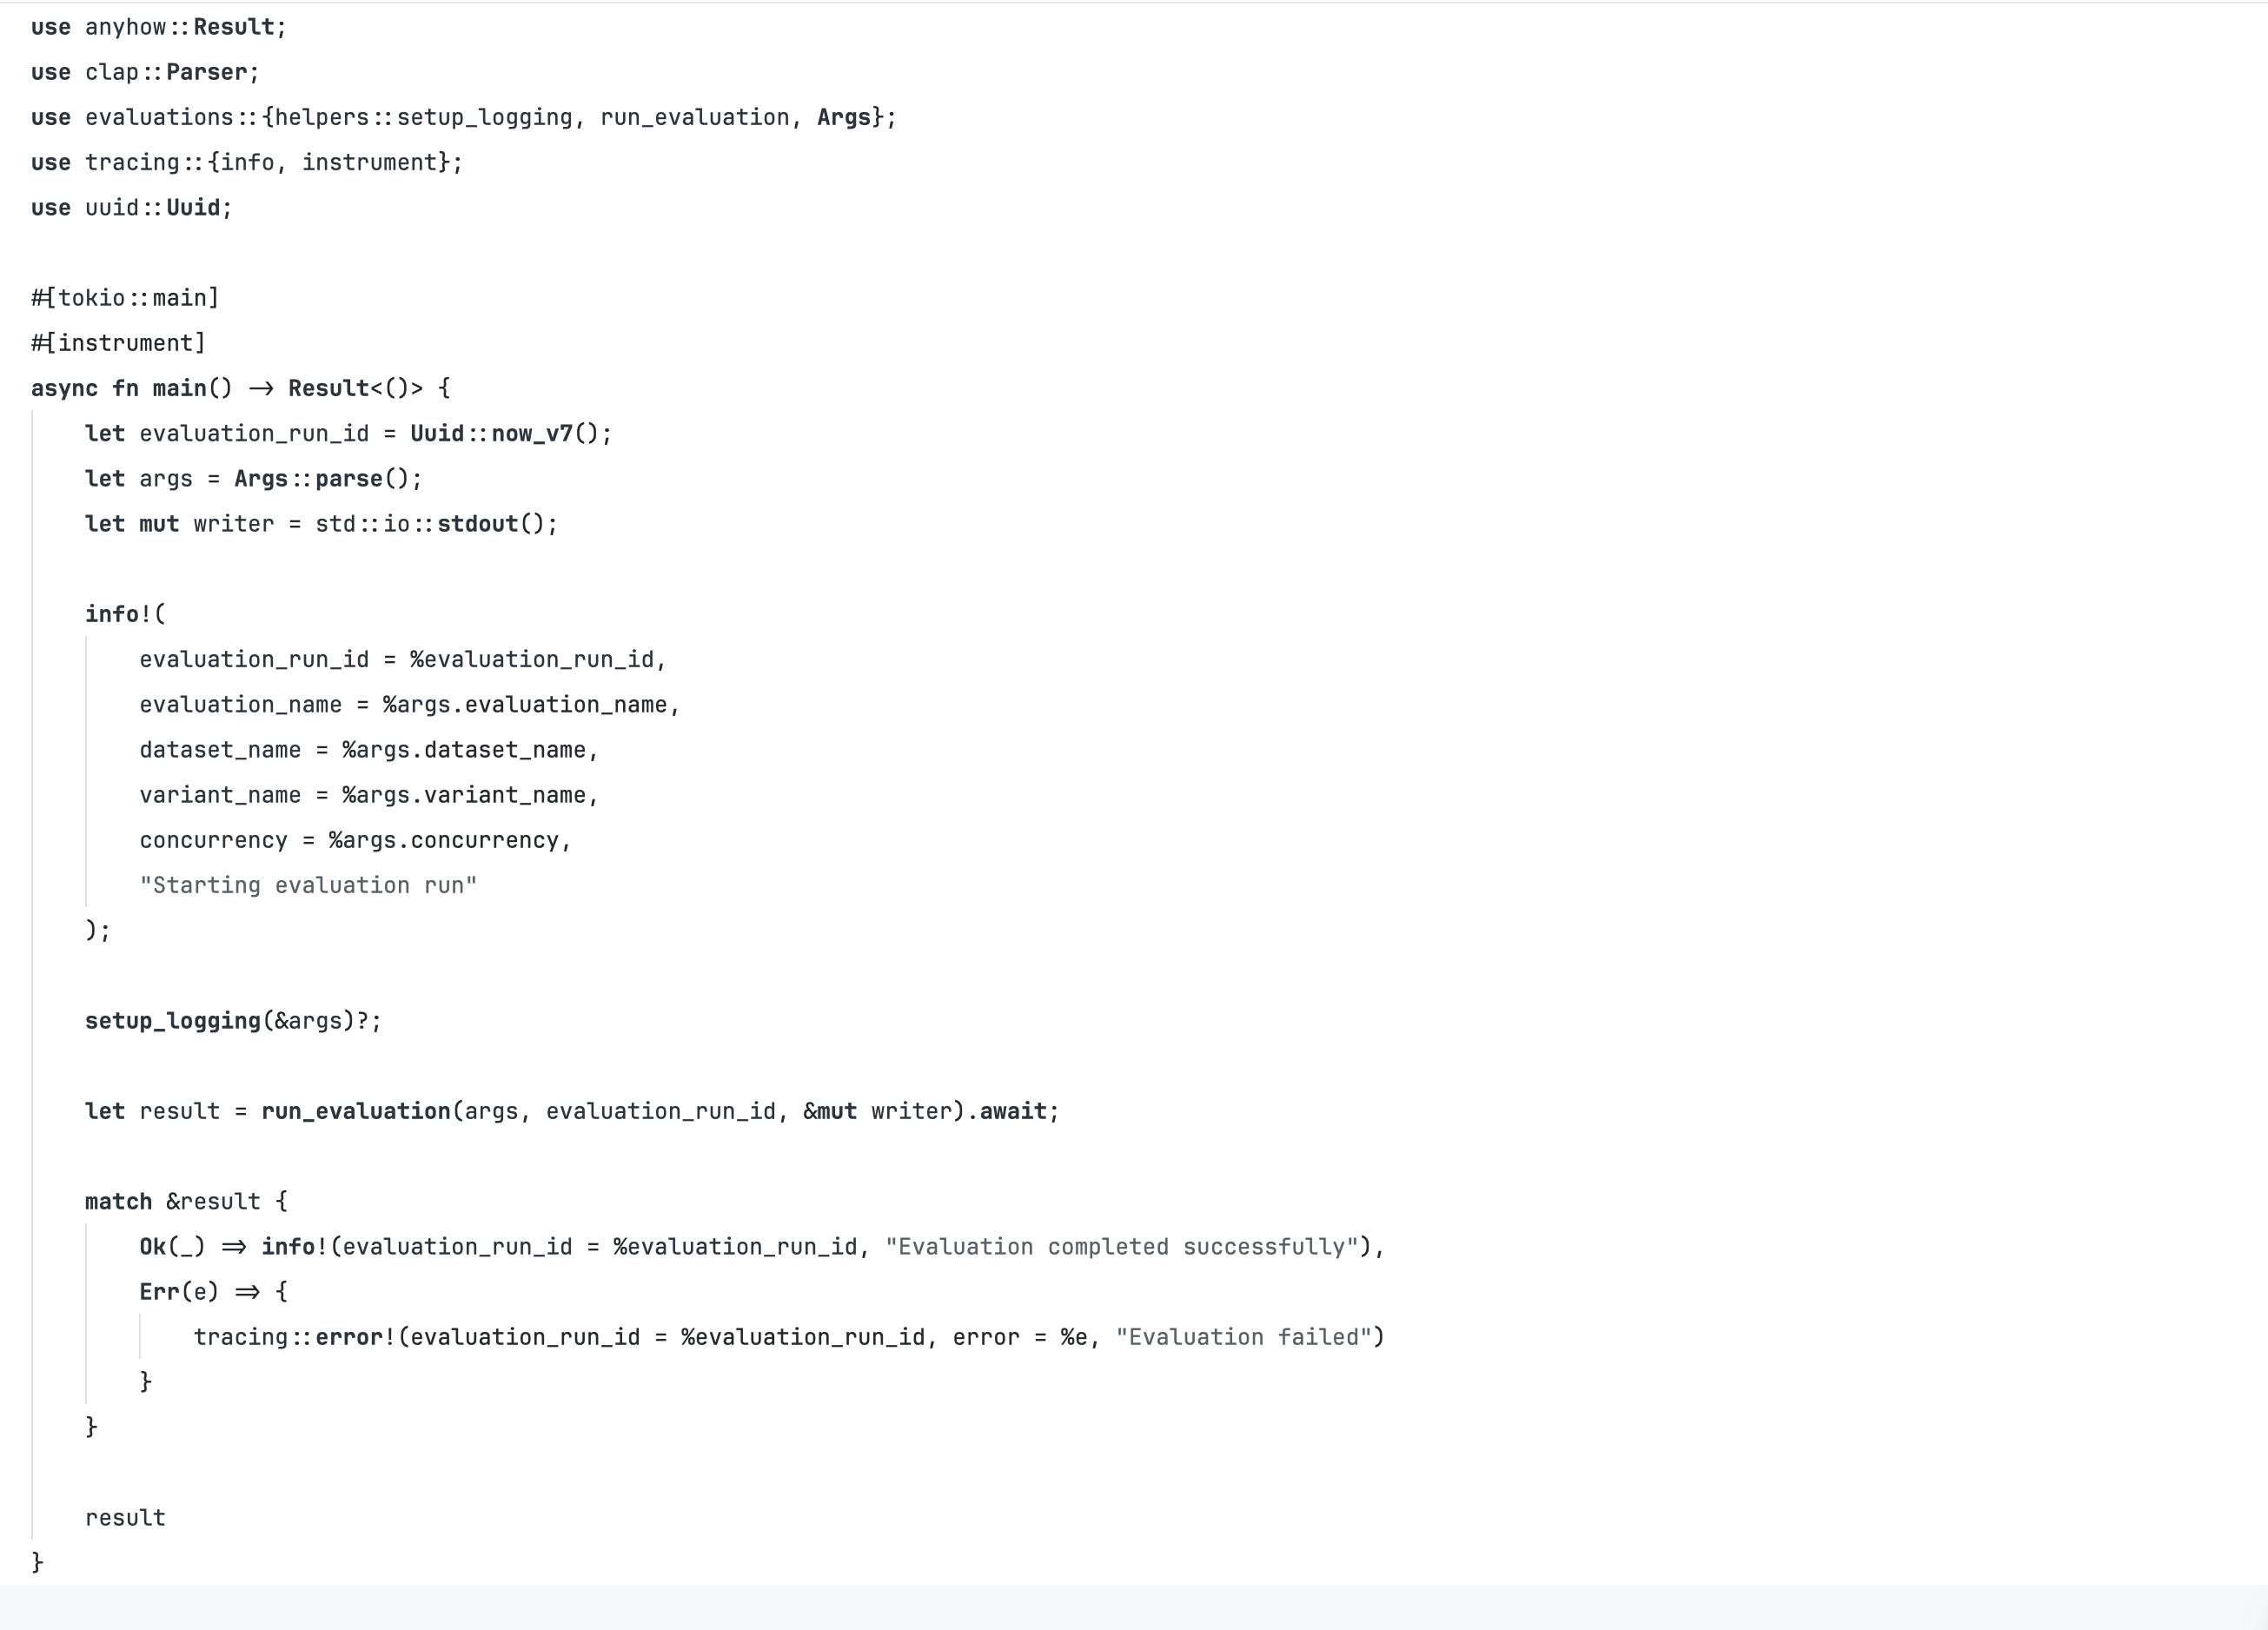 use anyhow::Result;
use clap::Parser;
use evaluations::{helpers::setup_logging, run_evaluation, Args};
use tracing::{info, instrument};
use uuid::Uuid;

#[tokio::main]
#[instrument]
async fn main() -> Result<()> {
    let evaluation_run_id = Uuid::now_v7();
    let args = Args::parse();
    let mut writer = std::io::stdout();

    info!(
        evaluation_run_id = %evaluation_run_id,
        evaluation_name = %args.evaluation_name,
        dataset_name = %args.dataset_name,
        variant_name = %args.variant_name,
        concurrency = %args.concurrency,
        "Starting evaluation run"
    );

    setup_logging(&args)?;

    let result = run_evaluation(args, evaluation_run_id, &mut writer).await;

    match &result {
        Ok(_) => info!(evaluation_run_id = %evaluation_run_id, "Evaluation completed successfully"),
        Err(e) => {
            tracing::error!(evaluation_run_id = %evaluation_run_id, error = %e, "Evaluation failed")
        }
    }

    result
}